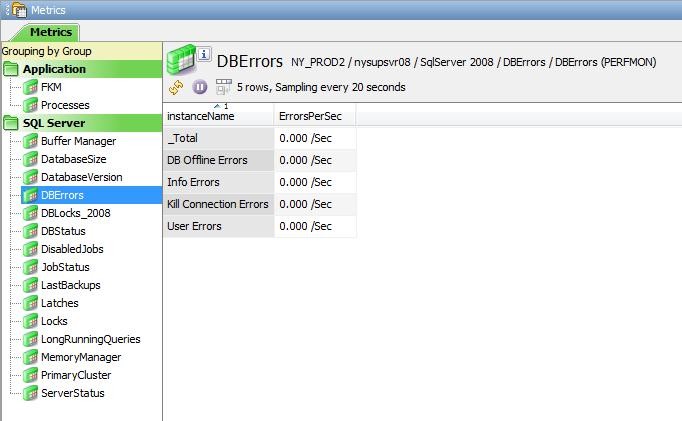 Metrics
Metrics
Grouping by Group
Application
FKM
Processes
SQL Server
Buffer Manager
DatabaseSize
DatabaseVersion
DBErrors
DBLocks_2008
DBStatus
DisabledJobs
JobStatus
LastBackups
Latches
Locks
LongRunningQueries
MemoryManager
PrimaryCluster
ServerStatus
DBErrors NY_PROD2 / nysupsvr08 / SqlServer 2008 / DBErrors / DBErrors (PERFMON)
5 rows, Sampling every 20 seconds
instanceName 1 ErrorsPerSec
_Total 0.000 /Sec
DB Offline Errors 0.000 /Sec
Info Errors 0.000 /Sec
Kill Connection Errors 0.000 /Sec
User Errors 0.000 /Sec